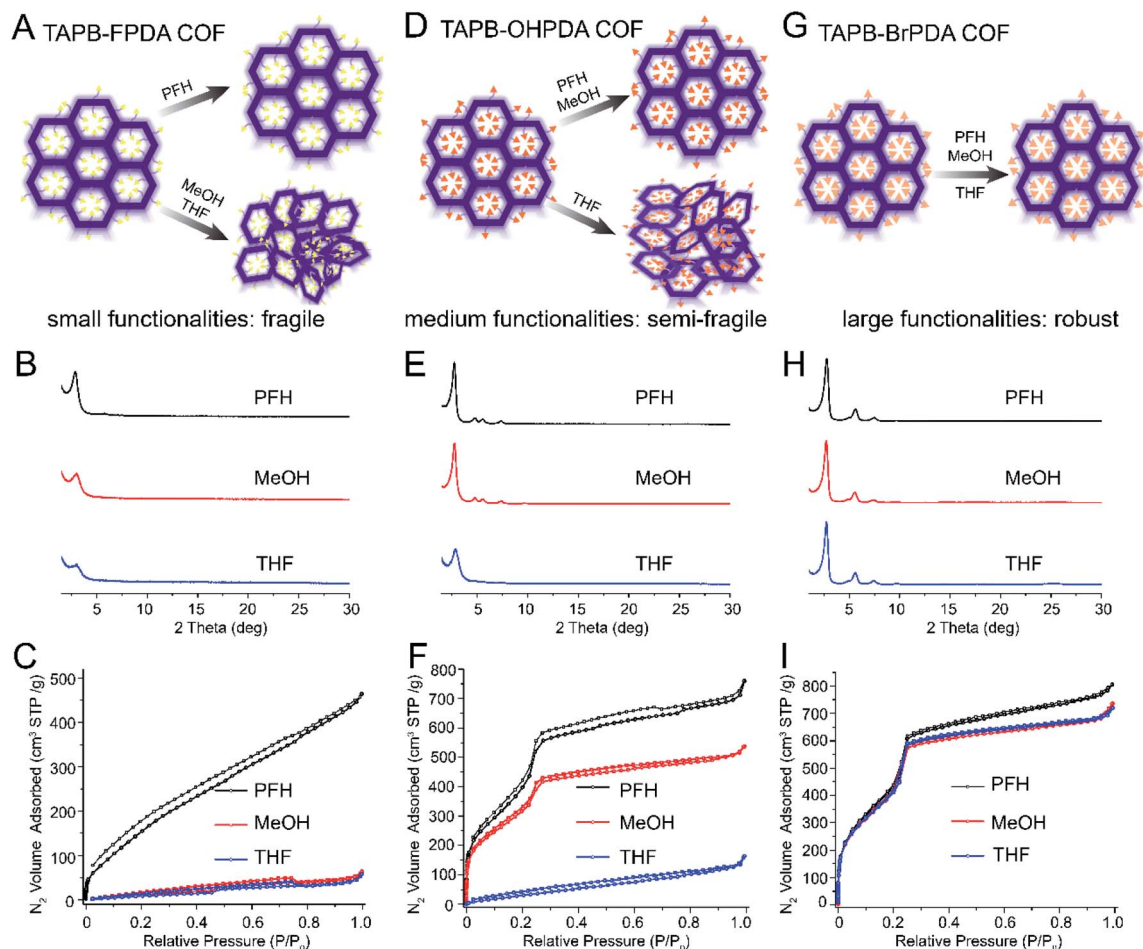 A TAPB-FPDA COF
PFH
MeOH
THF
small functionalities: fragile
D TAPB-OHPDA COF
PFH
MeOH
THF
medium functionalities: semi-fragile
G TAPB-BrPDA COF
PFH
MeOH
THF
large functionalities: robust
B
PFH
MeOH
THF
5 10 15 20 25 30
2 Theta (deg)
E
PFH
MeOH
THF
5 10 15 20 25 30
2 Theta (deg)
H
PFH
MeOH
THF
5 10 15 20 25 30
2 Theta (deg)
C
N2 Volume Adsorbed (cm3 STP /g)
500
400
300
200
100
0
PFH
MeOH
THF
0.0 0.2 0.4 0.6 0.8 1.0
Relative Pressure (P/P0)
F
N2 Volume Adsorbed (cm3 STP /g)
800
700
600
500
400
300
200
100
0
PFH
MeOH
THF
0.0 0.2 0.4 0.6 0.8 1.0
Relative Pressure (P/P0)
I
N2 Volume Adsorbed (cm3 STP /g)
800
700
600
500
400
300
200
100
0
PFH
MeOH
THF
0.0 0.2 0.4 0.6 0.8 1.0
Relative Pressure (P/P0)